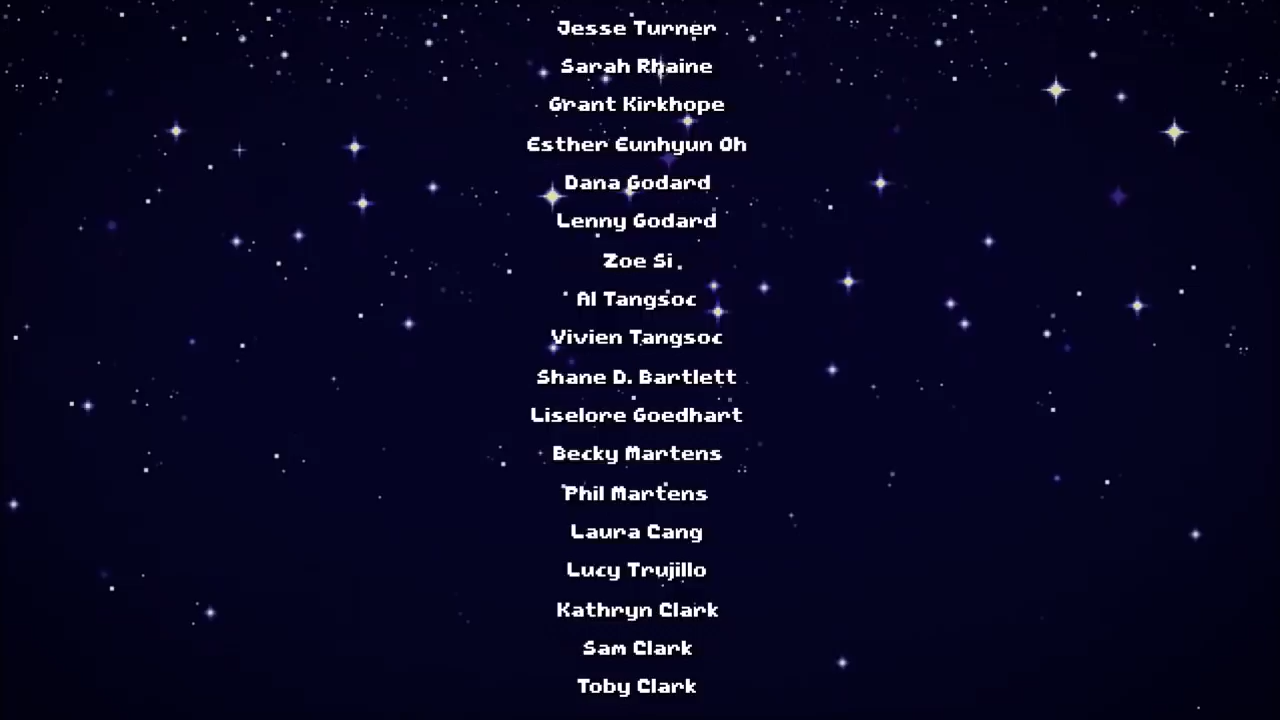 Jesse Turner
Sarah Rhaine
Grant Kirkhope
Esther Eunhyun Oh
Dana Godard
Lenny Godard
Zoe Si
Al Tangsoc
Vivien Tangsoc
Shane D. Bartlett
Liselore Goedhart
Becky Martens
Phil Martens
Laura Cang
Lucy Trujillo
Kathryn Clark
Sam Clark
Toby Clark